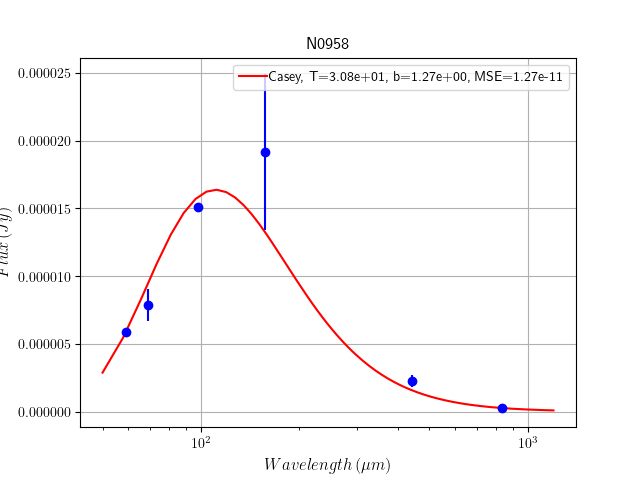 N0958
Casey, T=3.08e+01, b=1.27e+00, MSE=1.27e-11
0.000025
0.000020
0.000015
0.000010
0.000005
0.000000
Flux (Jy)
10²
10³
Wavelength (μm)